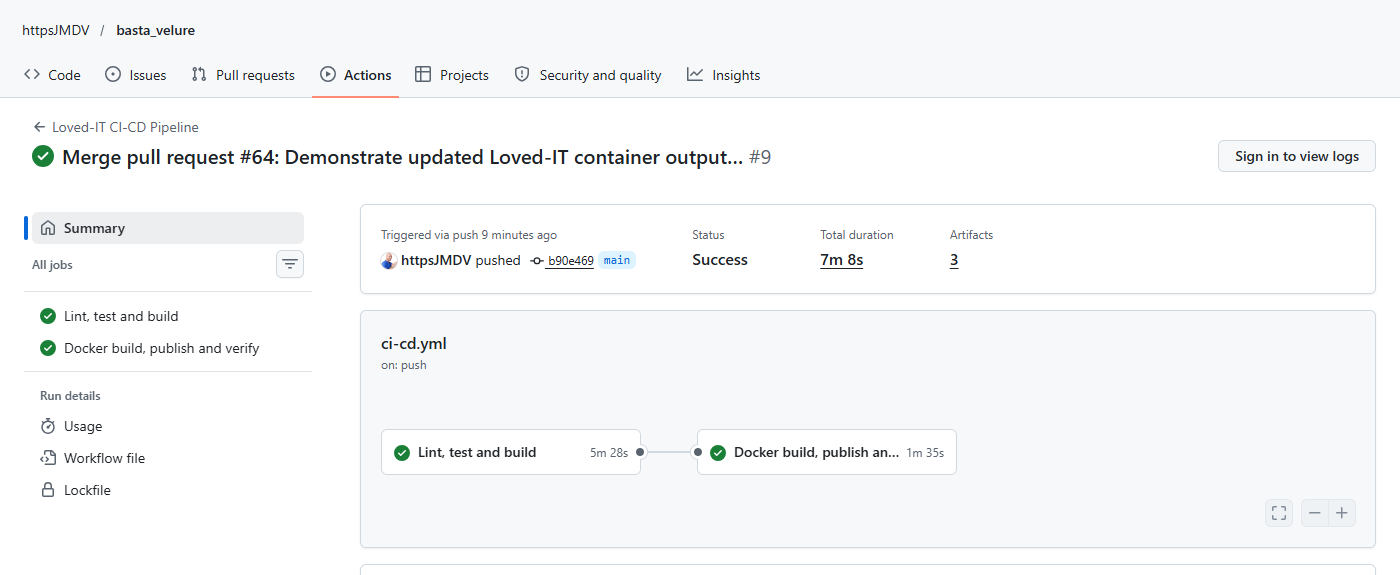 httpsJMDV / basta_velure
Code Issues Pull requests Actions Projects Security and quality Insights
Loved-IT CI-CD Pipeline
Merge pull request #64: Demonstrate updated Loved-IT container output... #9
Sign in to view logs
Summary
All jobs
Lint, test and build
Docker build, publish and verify
Run details
Usage
Workflow file
Lockfile
Triggered via push 9 minutes ago
httpsJMDV pushed b90e469 main
Status
Success
Total duration
7m 8s
Artifacts
3
ci-cd.yml
on: push
Lint, test and build 5m 28s
Docker build, publish an... 1m 35s